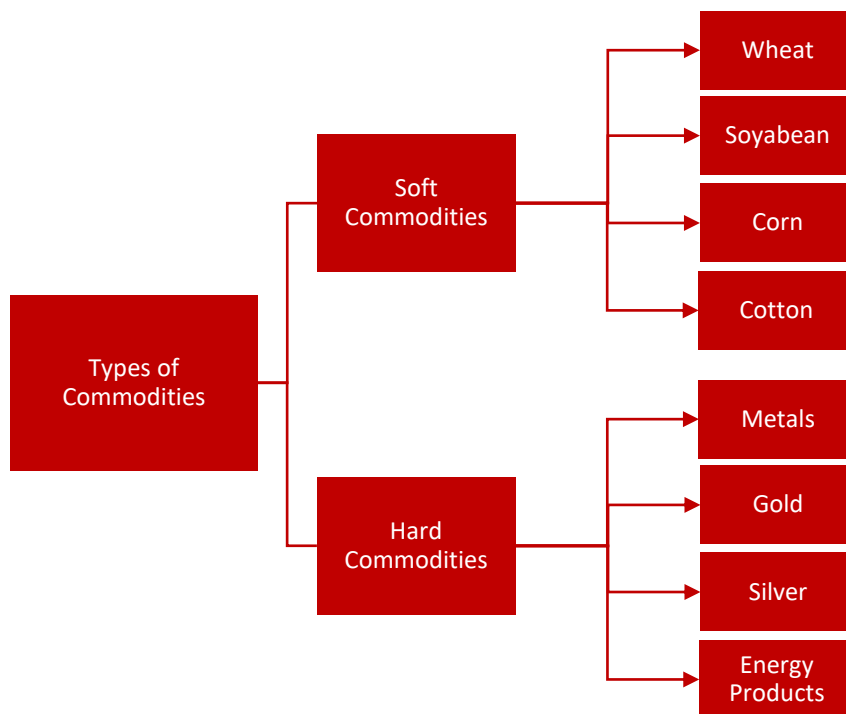 Types of
Commodities
Soft
Commodities
Wheat
Soyabean
Corn
Cotton
Hard
Commodities
Metals
Gold
Silver
Energy
Products